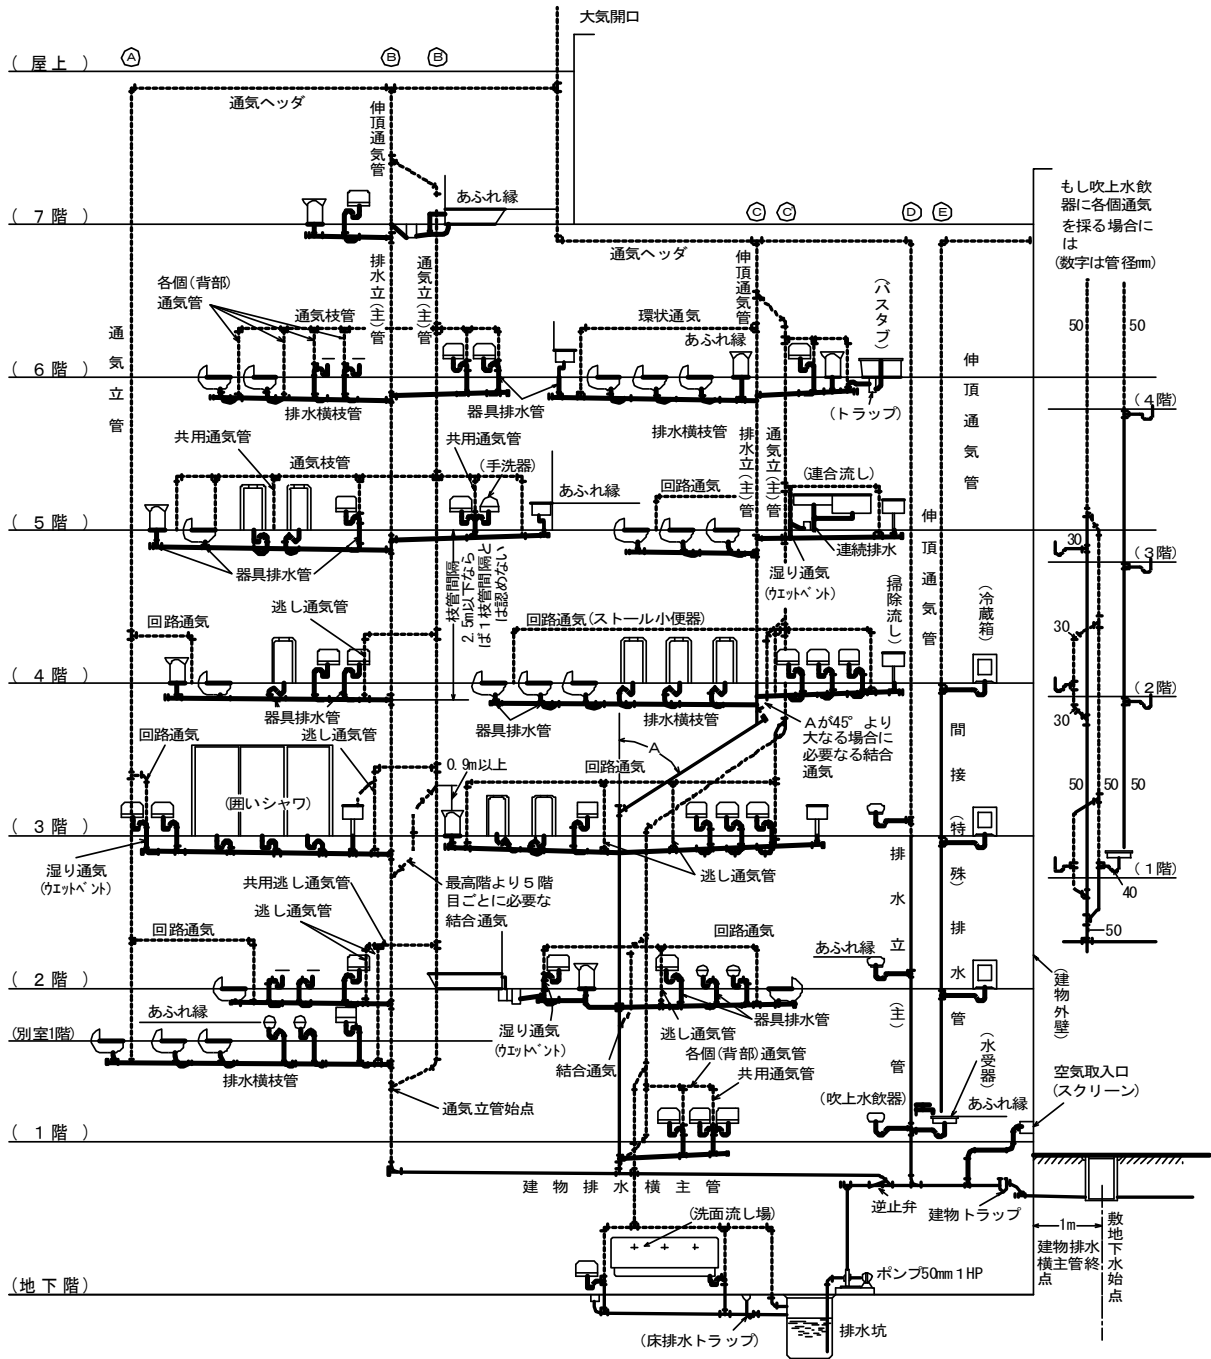 大気開口
(屋上)
A
B
B'
通気ヘッダ
伸頂通気管
あふれ縁
(7階)
もし吹上水飲
器に各個通気
を採る場合に
は
(数字は管径mm)
C
C'
D
E
通気ヘッダ
伸頂通気管
排水立(主)管
通気立(主)管
各個(背部)
通気管
通気枝管
環状通気
あふれ縁
(バスタブ)
通気立管
伸頂通気管
50
50
(6階)
排水横枝管
器具排水管
(トラップ)
(4階)
共用通気管
通気枝管
共用通気管
(手洗器)
排水横枝管
排水立(主)管
通気立(主)管
あふれ縁
回路通気
(連合流し)
(5階)
器具排水管
枝管間隔
2.5m以下なら
ば1枝管間隔と
は認めない
連続排水
湿り通気
(ウエットベント)
伸頂通気管
30
(3階)
回路通気
逃し通気管
回路通気(ストール小便器)
(掃除流し)
(冷蔵箱)
30
(4階)
器具排水管
器具排水管
排水横枝管
(2階)
30
回路通気
逃し通気管
A
Aが45°より
大なる場合に
必要なる結合
通気
0.9m以上
回路通気
(囲いシャワ)
50
50
50
(3階)
湿り通気
(ウエットベント)
共用逃し通気管
最高階より5階
目ごとに必要な
結合通気
逃し通気管
間接(特殊)排水管
(1階)
40
逃し通気管
回路通気
回路通気
排水立(主)管
あふれ縁
50
(2階)
あふれ縁
器具排水管
(建物外壁)
(別室1階)
湿り通気
(ウエットベント)
結合通気
逃し通気管
各個(背部)通気管
共用通気管
(水受器)
排水横枝管
空気取入口
(スクリーン)
通気立管始点
(吹上水飲器)
あふれ縁
(1階)
建物排水横主管
逆止弁
建物トラップ
(洗面流し場)
1m
建物排水
横主管終
点
敷地下水始点
ポンプ50mm1HP
(地下階)
(床排水トラップ)
排水坑